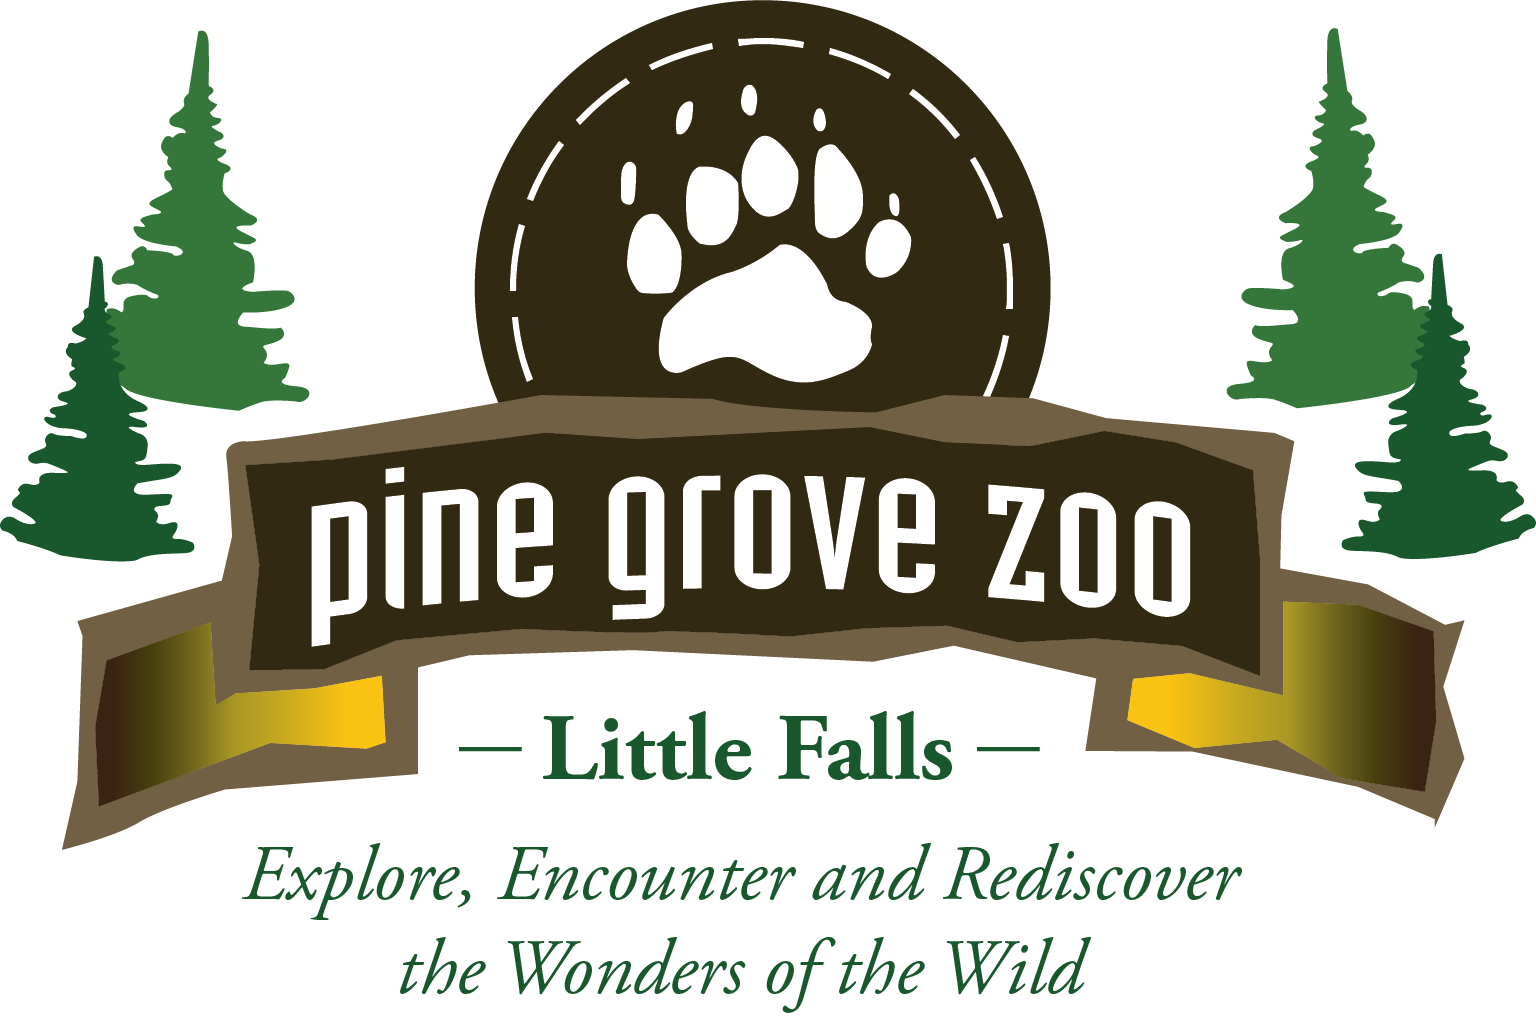 pine grove zoo
— Little Falls —
Explore, Encounter and Rediscover
the Wonders of the Wild